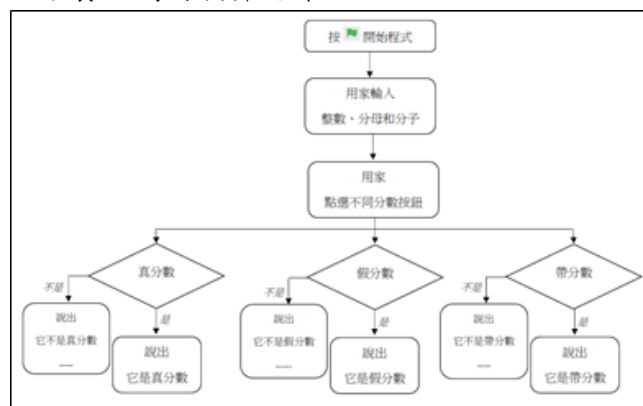 按 開始程式
用家輸入
整數、分母和分子
用家
點選不同分數按鈕
真分數
假分數
帶分數
不是
是
不是
是
不是
是
說出
它不是真分數
......
說出
它是真分數
說出
它不是假分數
......
說出
它是假分數
說出
它不是帶分數
......
說出
它是帶分數